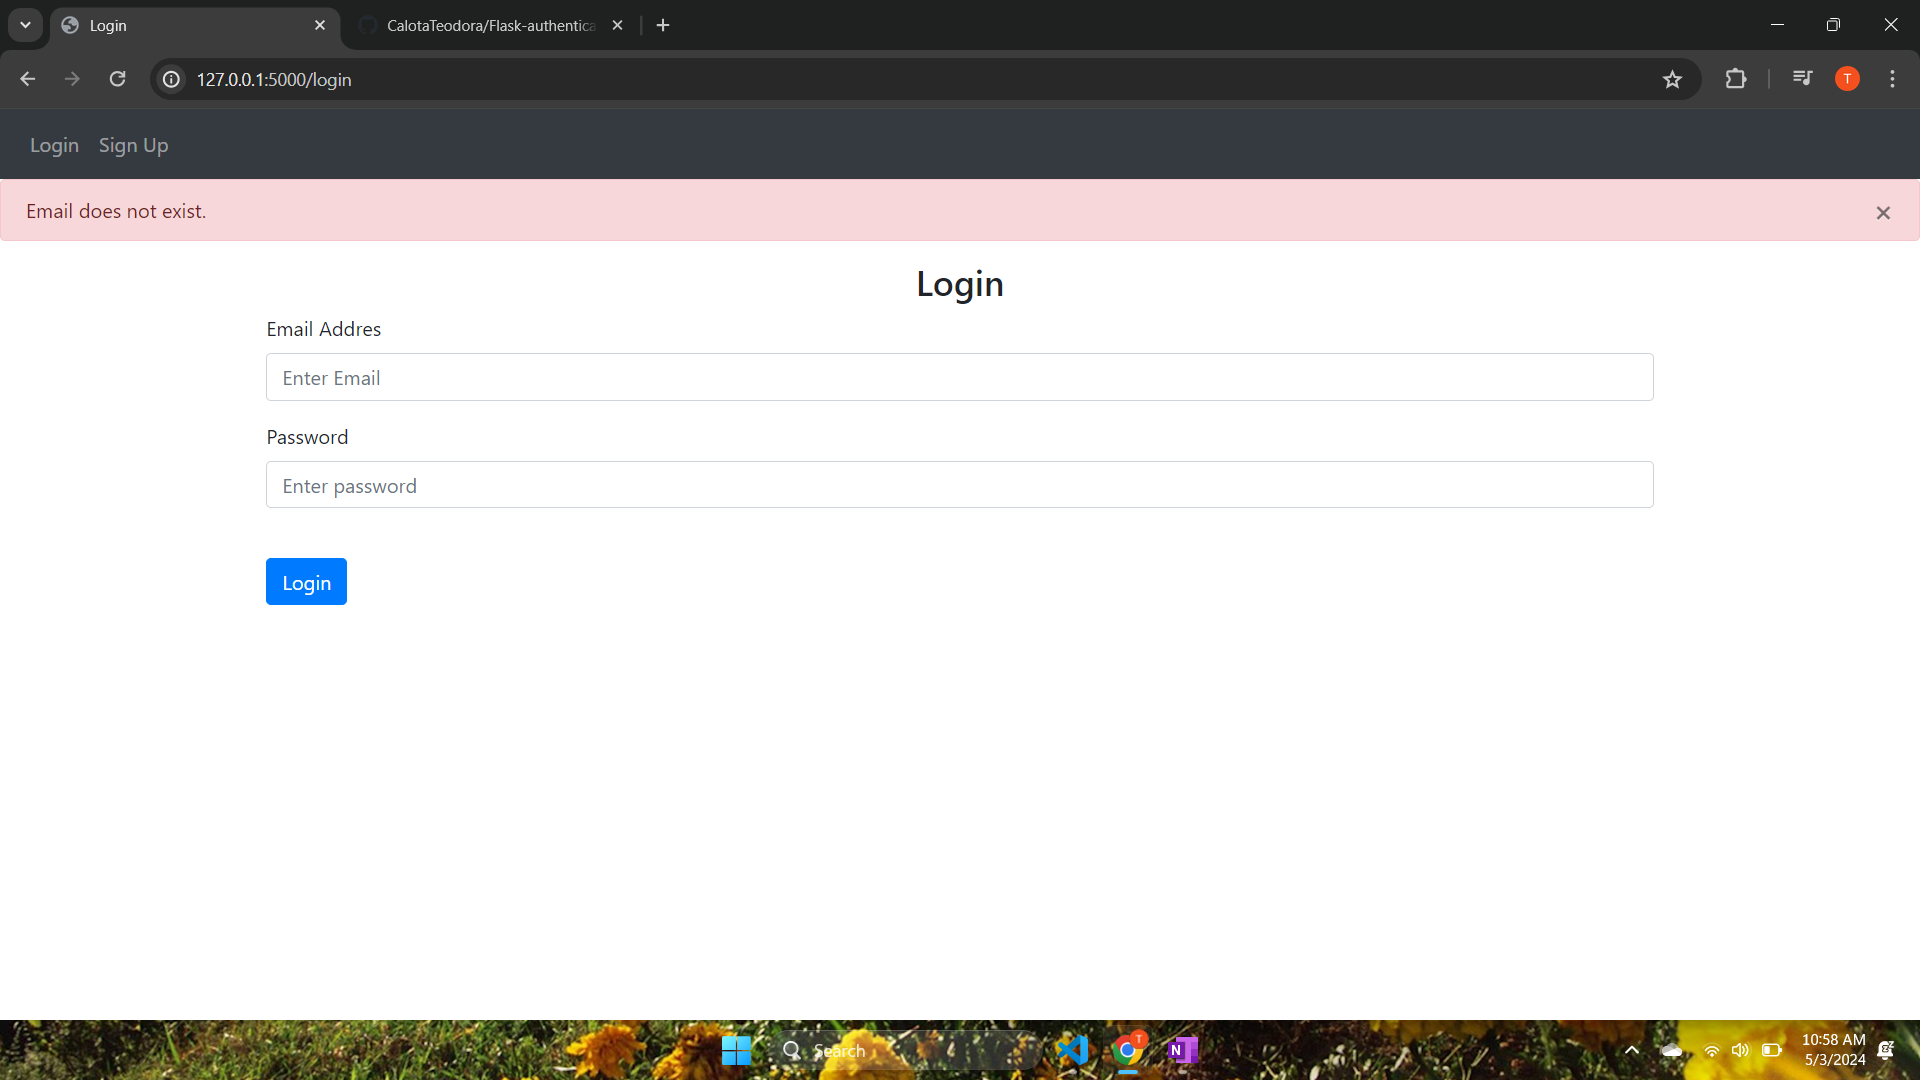 Login
CalotaTeodora/Flask-authentica
127.0.0.1:5000/login
T
Login Sign Up
Email does not exist.
×
Login
Email Addres
Enter Email
Password
Enter password
Login
Search
T
N
10:58 AM
5/3/2024